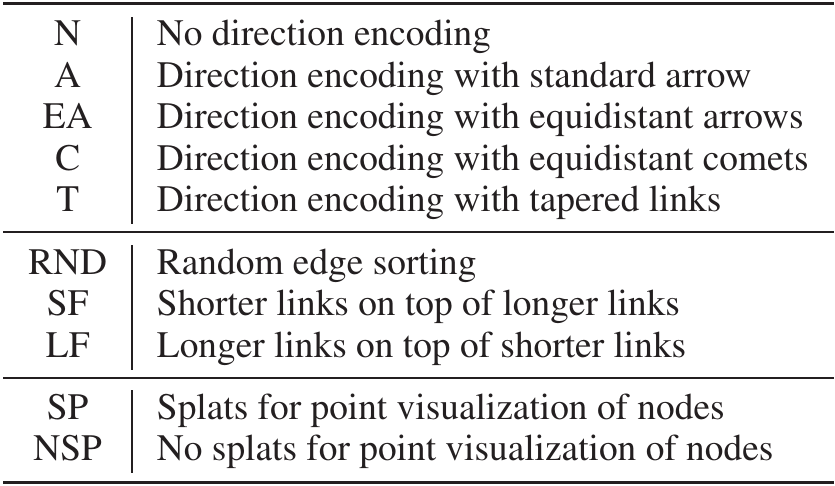 N No direction encoding
A Direction encoding with standard arrow
EA Direction encoding with equidistant arrows
C Direction encoding with equidistant comets
T Direction encoding with tapered links
RND Random edge sorting
SF Shorter links on top of longer links
LF Longer links on top of shorter links
SP Splats for point visualization of nodes
NSP No splats for point visualization of nodes